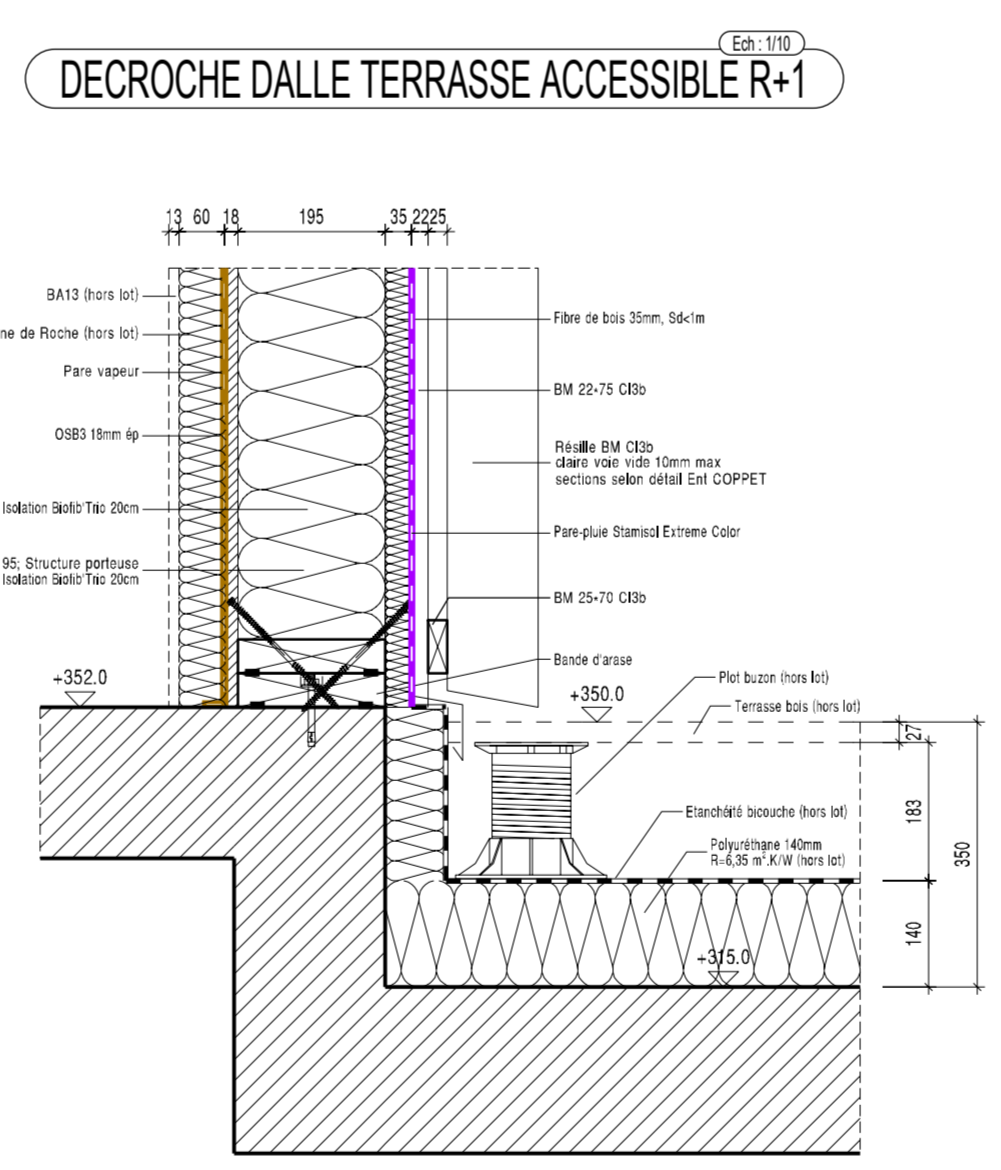 Ech : 1/10
DECROCHE DALLE TERRASSE ACCESSIBLE R+1
13 60 18 195 35 22 25
BA13 (hors lot)
ne de Roche (hors lot)
Pare vapeur
OSB3 18mm ép
Isolation Biofib'Trio 20cm
95; Structure porteuse
Isolation Biofib'Trio 20cm
+352.0
Fibre de bois 35mm, Sd<1m
BM 22*75 Cl3b
Résille BM Cl3b
claire voie vide 10mm max
sections selon détail Ent COPPET
Pare-pluie Stamisol Extreme Color
BM 25*70 Cl3b
Bande d'arase
Plot buzon (hors lot)
+350.0
Terrasse bois (hors lot)
27
183
350
Etanchéité bicouche (hors lot)
Polyuréthane 140mm
R=6,35 m².K/W (hors lot)
140
+315.0